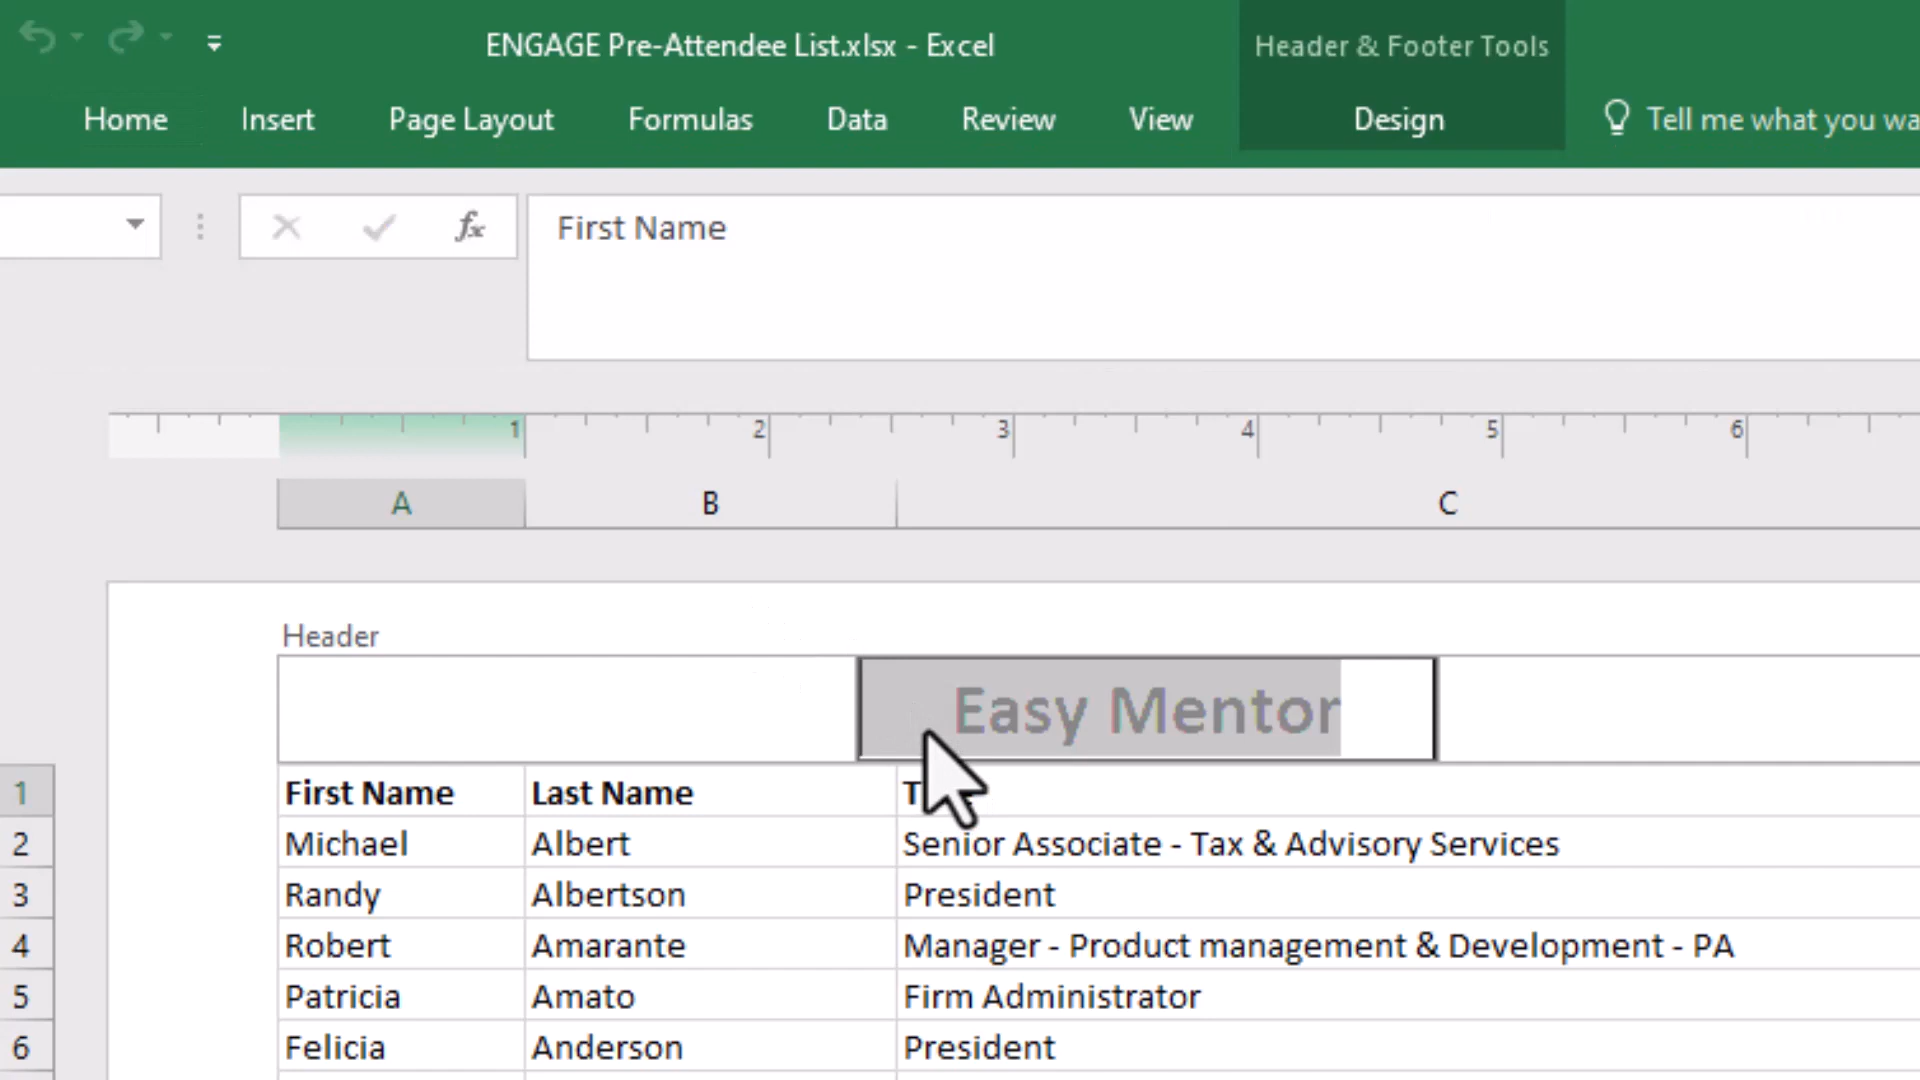 ENGAGE Pre-Attendee List.xlsx - Excel
Header & Footer Tools
Home Insert Page Layout Formulas Data Review View Design Tell me what you
fx First Name
1 2 3 4 5 6
A B C
Header
Easy Mentor
1 First Name Last Name
2 Michael Albert Senior Associate - Tax & Advisory Services
3 Randy Albertson President
4 Robert Amarante Manager - Product management & Development - PA
5 Patricia Amato Firm Administrator
6 Felicia Anderson President